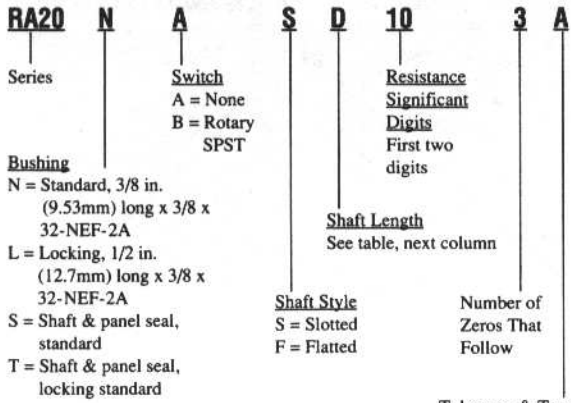 RA20 N A S D 10 3 A
Series
Switch
A = None
B = Rotary
SPST
Resistance
Significant
Digits
First two
digits
Bushing
N = Standard, 3/8 in.
(9.53mm) long x 3/8 x
32-NEF-2A
L = Locking, 1/2 in.
(12.7mm) long x 3/8 x
32-NEF-2A
S = Shaft & panel seal,
standard
T = Shaft & panel seal,
locking standard
Shaft Length
See table, next column
Shaft Style
S = Slotted
F = Flatted
Number of
Zeros That
Follow